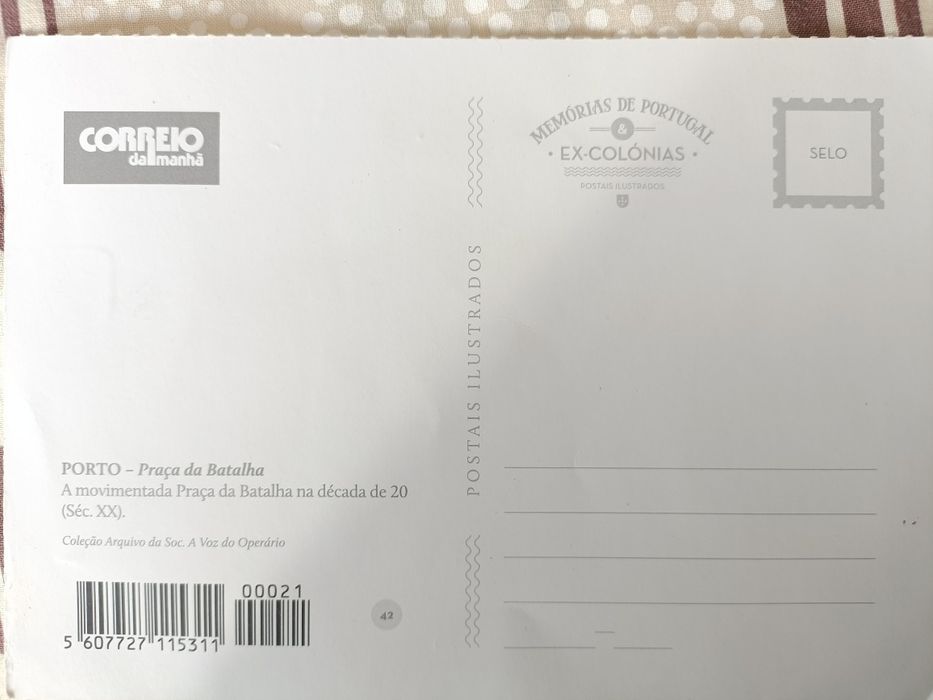 CORREIO
da manhã
MEMÓRIAS DE PORTUGAL
&
• EX-COLÓNIAS •
POSTAIS ILUSTRADOS
SELO
POSTAIS ILUSTRADOS
PORTO – Praça da Batalha
A movimentada Praça da Batalha na década de 20
(Séc. XX).
Coleção Arquivo da Soc. A Voz do Operário
00021
5 607727 115311
42